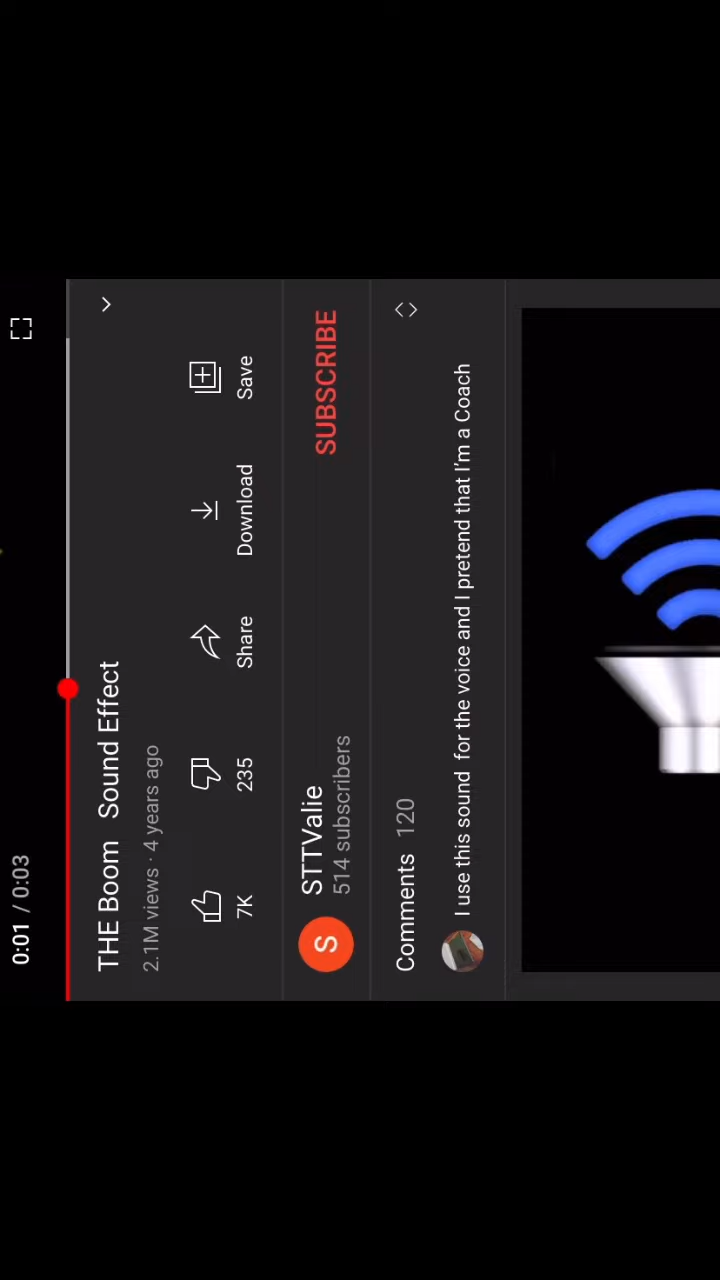 0:01 / 0:03
THE Boom Sound Effect
2.1M views · 4 years ago
7K
235
Share
Download
Save
S
STTValie
514 subscribers
SUBSCRIBE
Comments 120
I use this sound for the voice and I pretend that I'm a Coach